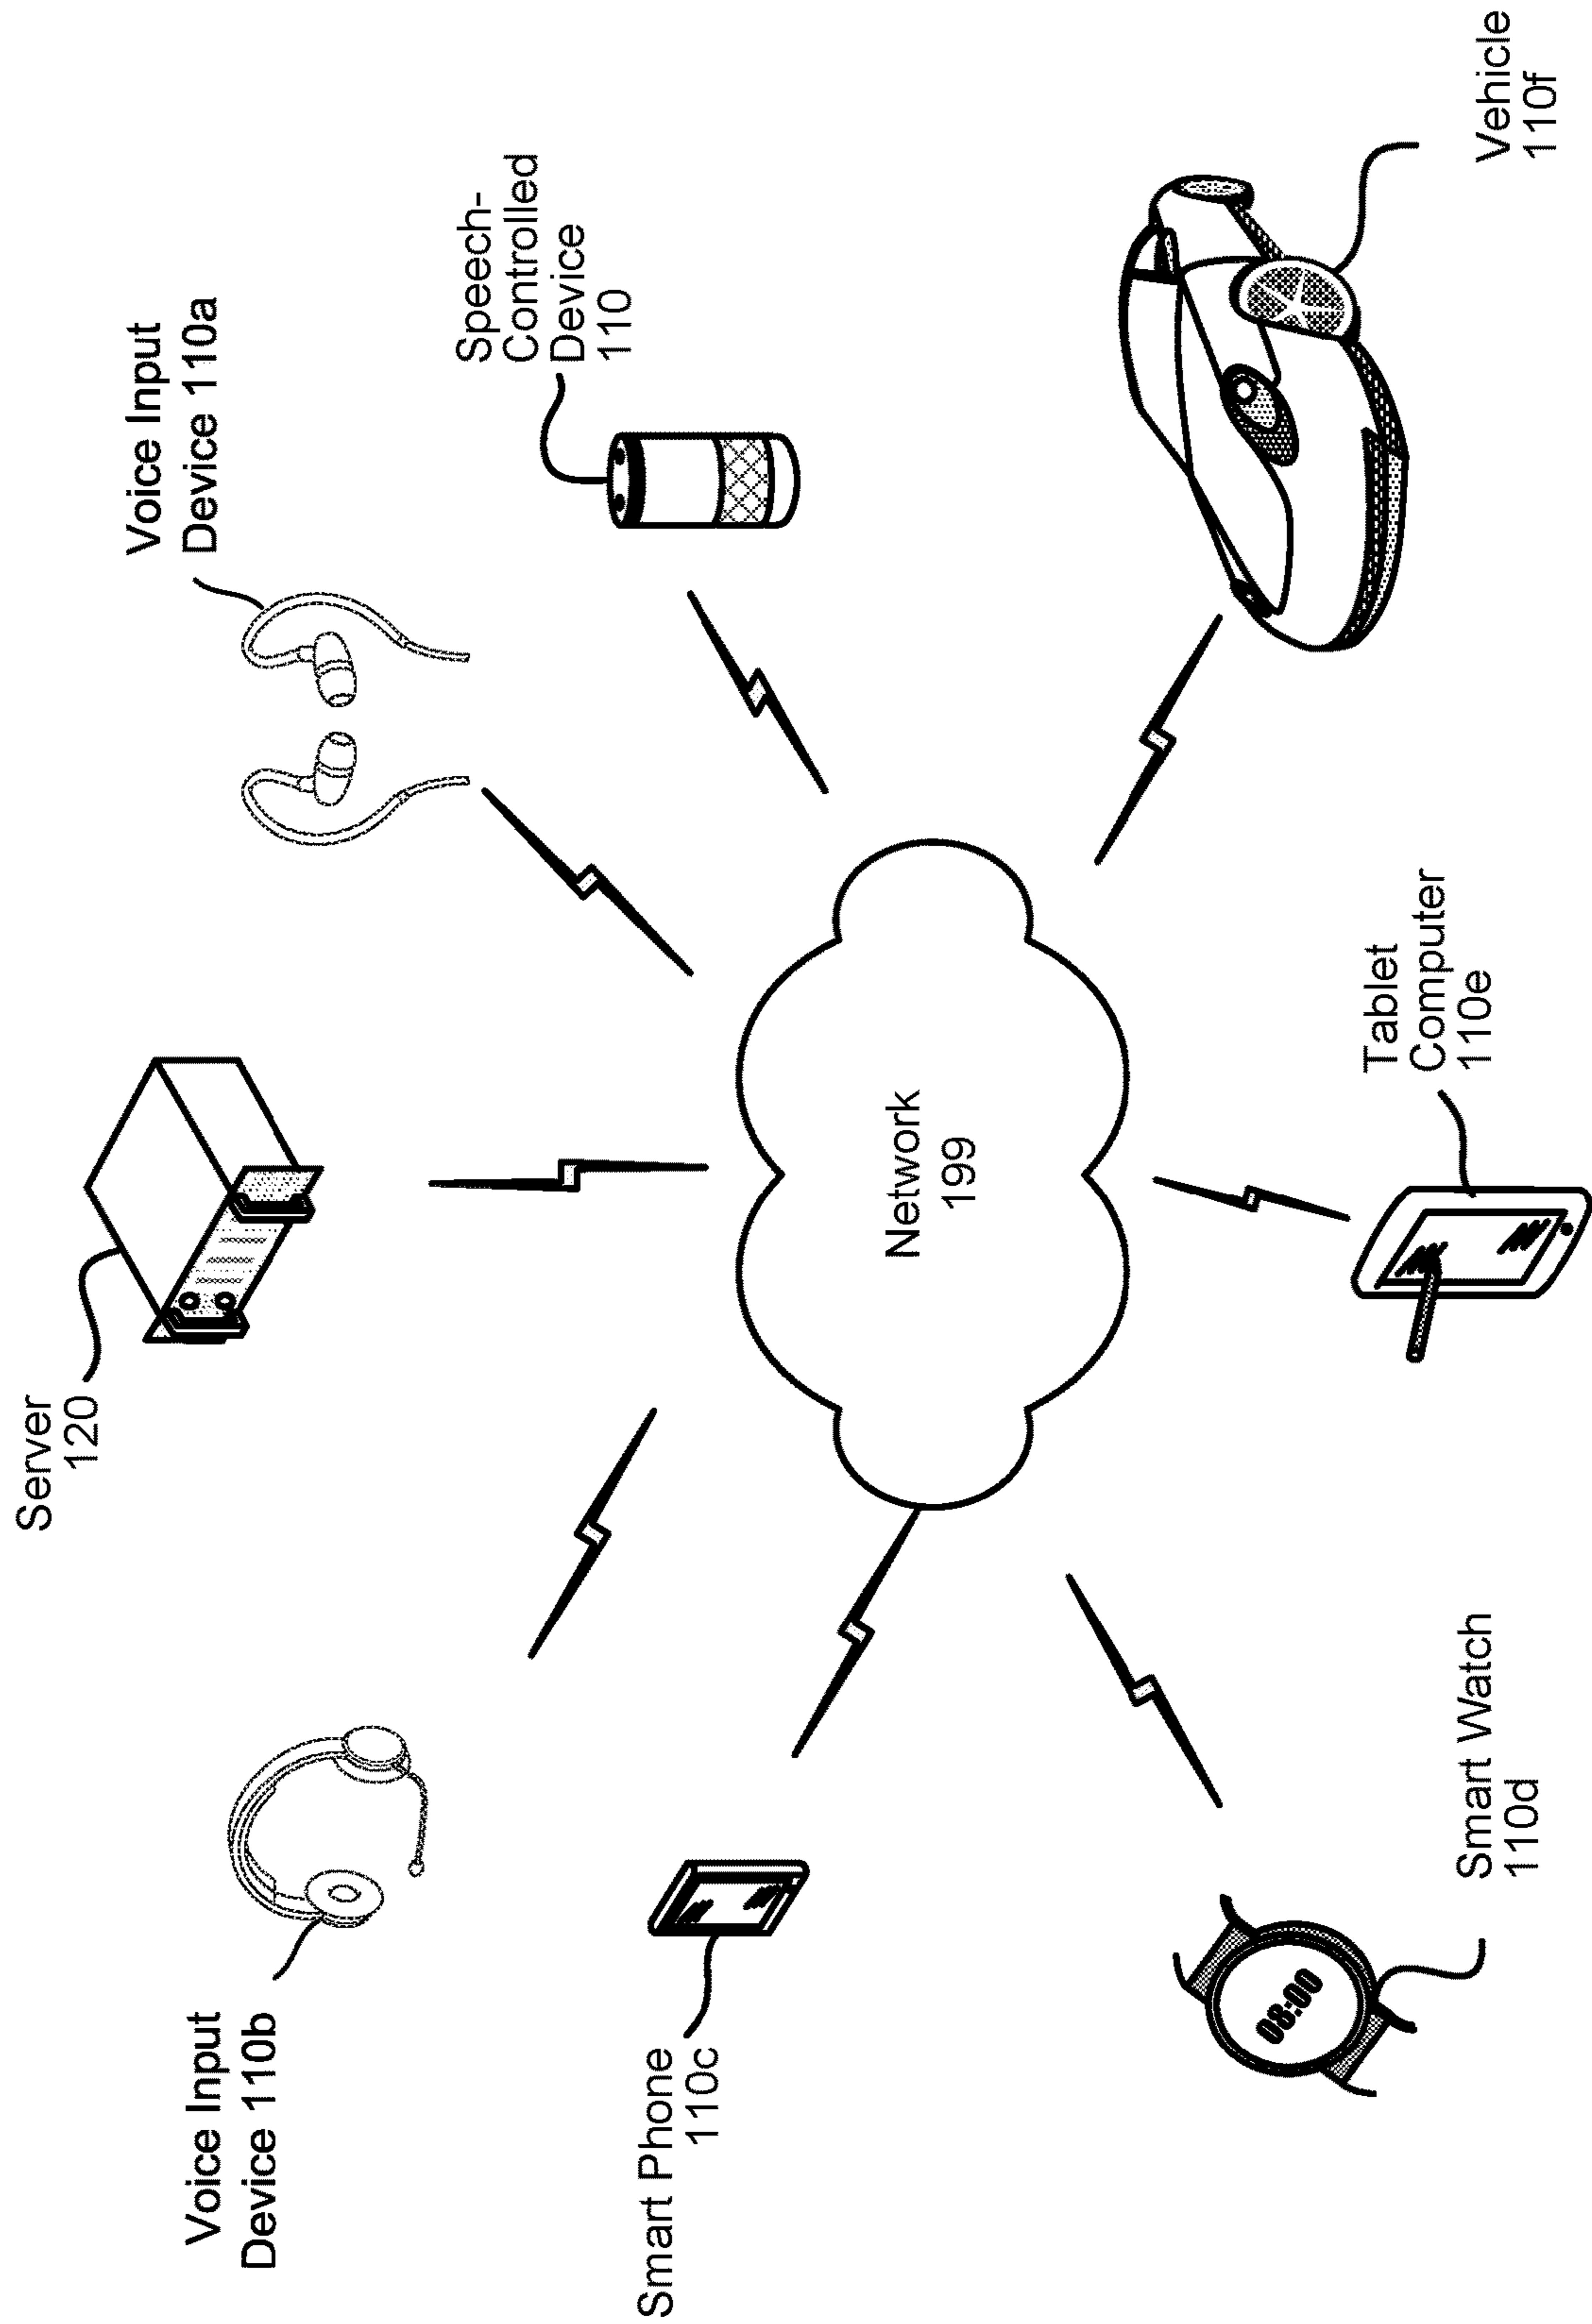 Server
120
Voice Input
Device 110a
Voice Input
Device 110b
Speech-
Controlled
Device
110
Smart Phone
110c
Network
199
Smart Watch
110d
08:00
Tablet
Computer
110e
Vehicle
110f